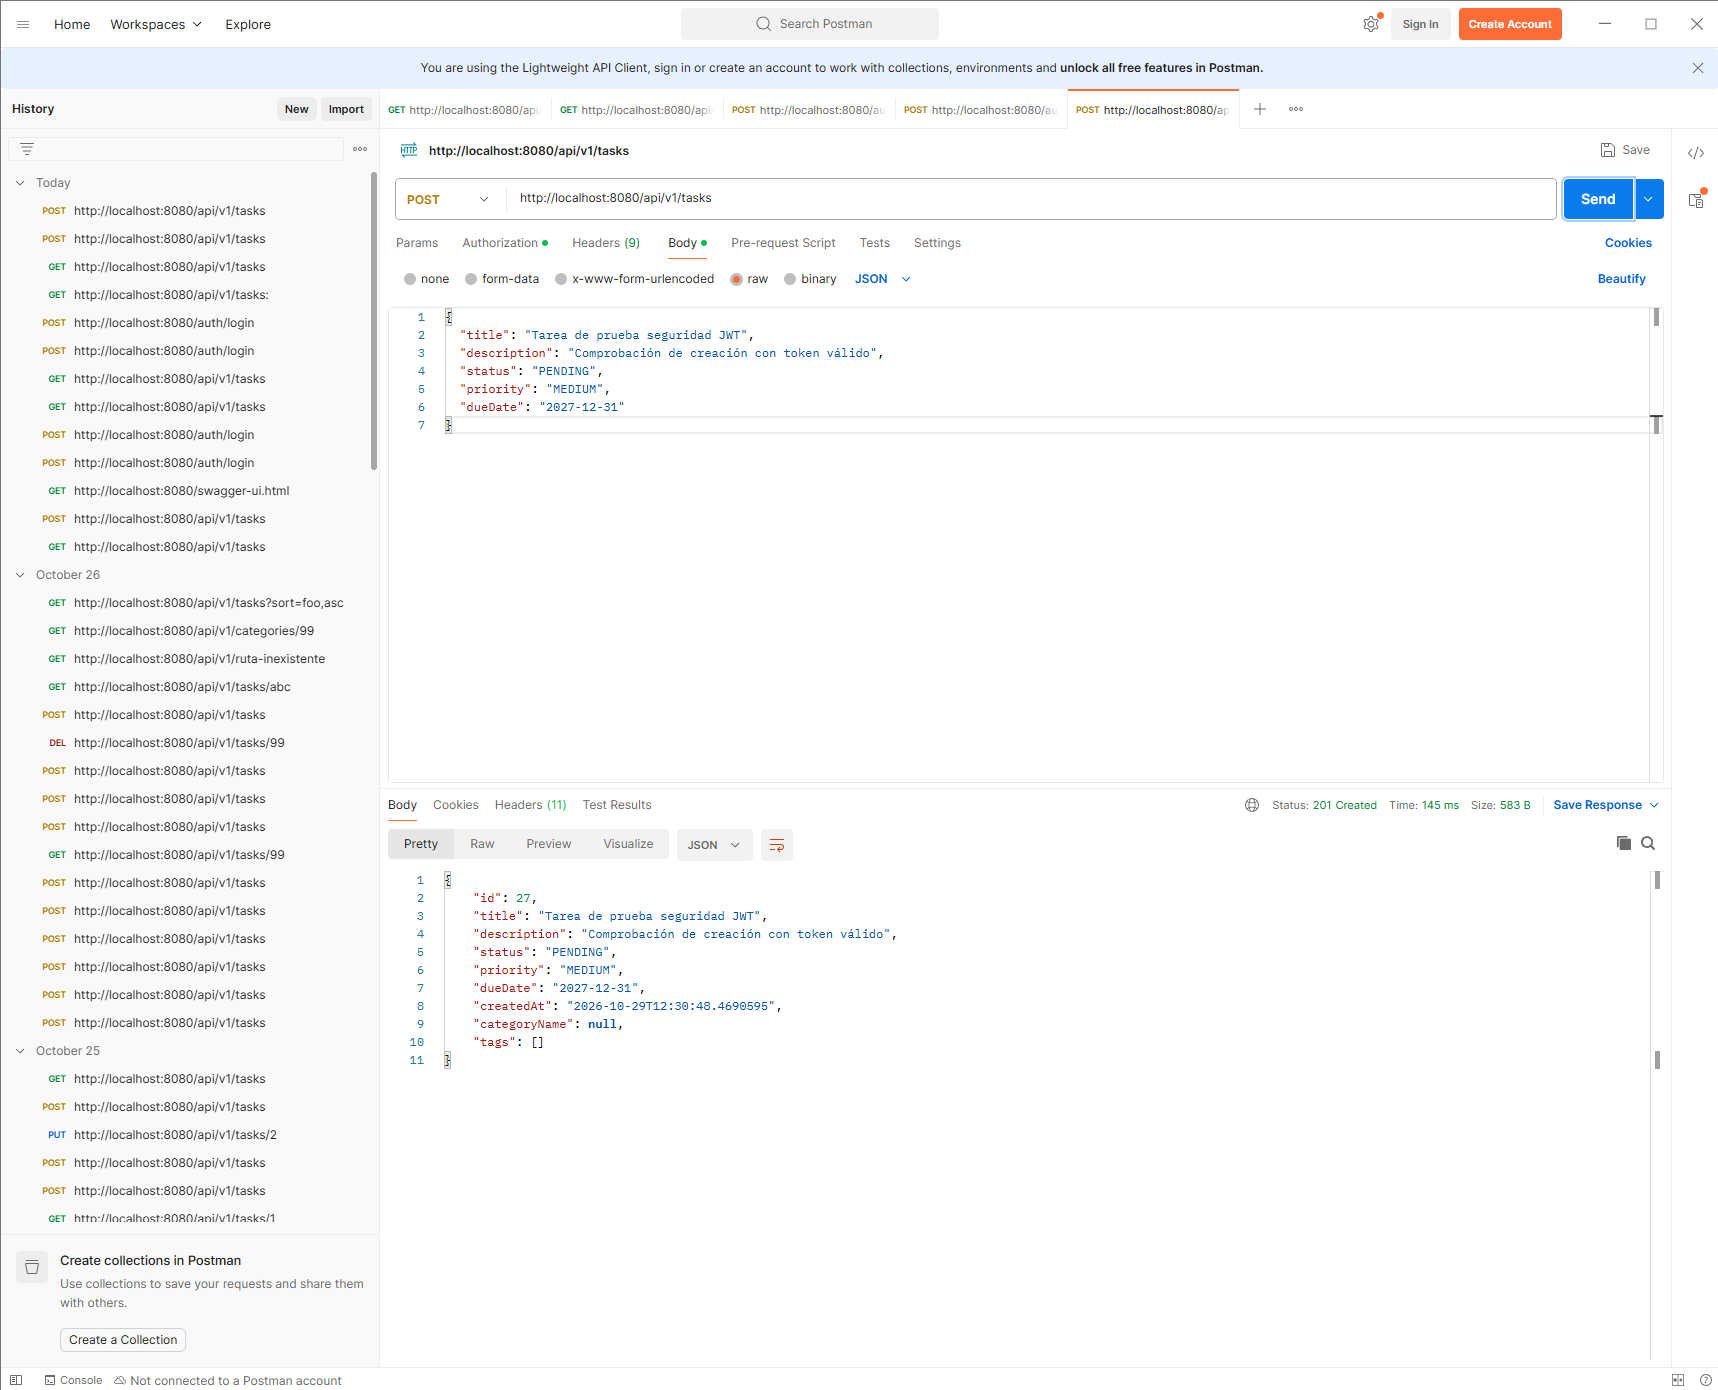 Home Workspaces Explore Search Postman Sign In Create Account
You are using the Lightweight API Client, sign in or create an account to work with collections, environments and unlock all free features in Postman.
History New Import
Today
POST http://localhost:8080/api/v1/tasks
POST http://localhost:8080/api/v1/tasks
GET http://localhost:8080/api/v1/tasks
GET http://localhost:8080/api/v1/tasks:
POST http://localhost:8080/auth/login
POST http://localhost:8080/auth/login
GET http://localhost:8080/api/v1/tasks
GET http://localhost:8080/api/v1/tasks
POST http://localhost:8080/auth/login
POST http://localhost:8080/auth/login
GET http://localhost:8080/swagger-ui.html
POST http://localhost:8080/api/v1/tasks
GET http://localhost:8080/api/v1/tasks
October 26
GET http://localhost:8080/api/v1/tasks?sort=foo,asc
GET http://localhost:8080/api/v1/categories/99
GET http://localhost:8080/api/v1/ruta-inexistente
GET http://localhost:8080/api/v1/tasks/abc
POST http://localhost:8080/api/v1/tasks
DEL http://localhost:8080/api/v1/tasks/99
POST http://localhost:8080/api/v1/tasks
POST http://localhost:8080/api/v1/tasks
POST http://localhost:8080/api/v1/tasks
GET http://localhost:8080/api/v1/tasks/99
POST http://localhost:8080/api/v1/tasks
POST http://localhost:8080/api/v1/tasks
POST http://localhost:8080/api/v1/tasks
POST http://localhost:8080/api/v1/tasks
POST http://localhost:8080/api/v1/tasks
POST http://localhost:8080/api/v1/tasks
October 25
GET http://localhost:8080/api/v1/tasks
POST http://localhost:8080/api/v1/tasks
PUT http://localhost:8080/api/v1/tasks/2
POST http://localhost:8080/api/v1/tasks
POST http://localhost:8080/api/v1/tasks
GET http://localhost:8080/api/v1/tasks/1
Create collections in Postman
Use collections to save your requests and share them
with others.
Create a Collection
GET http://localhost:8080/api/ GET http://localhost:8080/api/ POST http://localhost:8080/au POST http://localhost:8080/au POST http://localhost:8080/ap
HTTP http://localhost:8080/api/v1/tasks Save
POST http://localhost:8080/api/v1/tasks Send
Params Authorization Headers (9) Body Pre-request Script Tests Settings Cookies
none form-data x-www-form-urlencoded raw binary JSON Beautify
1 {
2 "title": "Tarea de prueba seguridad JWT",
3 "description": "Comprobación de creación con token válido",
4 "status": "PENDING",
5 "priority": "MEDIUM",
6 "dueDate": "2027-12-31"
7 }
Body Cookies Headers (11) Test Results Status: 201 Created Time: 145 ms Size: 583 B Save Response
Pretty Raw Preview Visualize JSON
1 {
2 "id": 27,
3 "title": "Tarea de prueba seguridad JWT",
4 "description": "Comprobación de creación con token válido",
5 "status": "PENDING",
6 "priority": "MEDIUM",
7 "dueDate": "2027-12-31",
8 "createdAt": "2026-10-29T12:30:48.4690595",
9 "categoryName": null,
10 "tags": []
11 }
Console Not connected to a Postman account